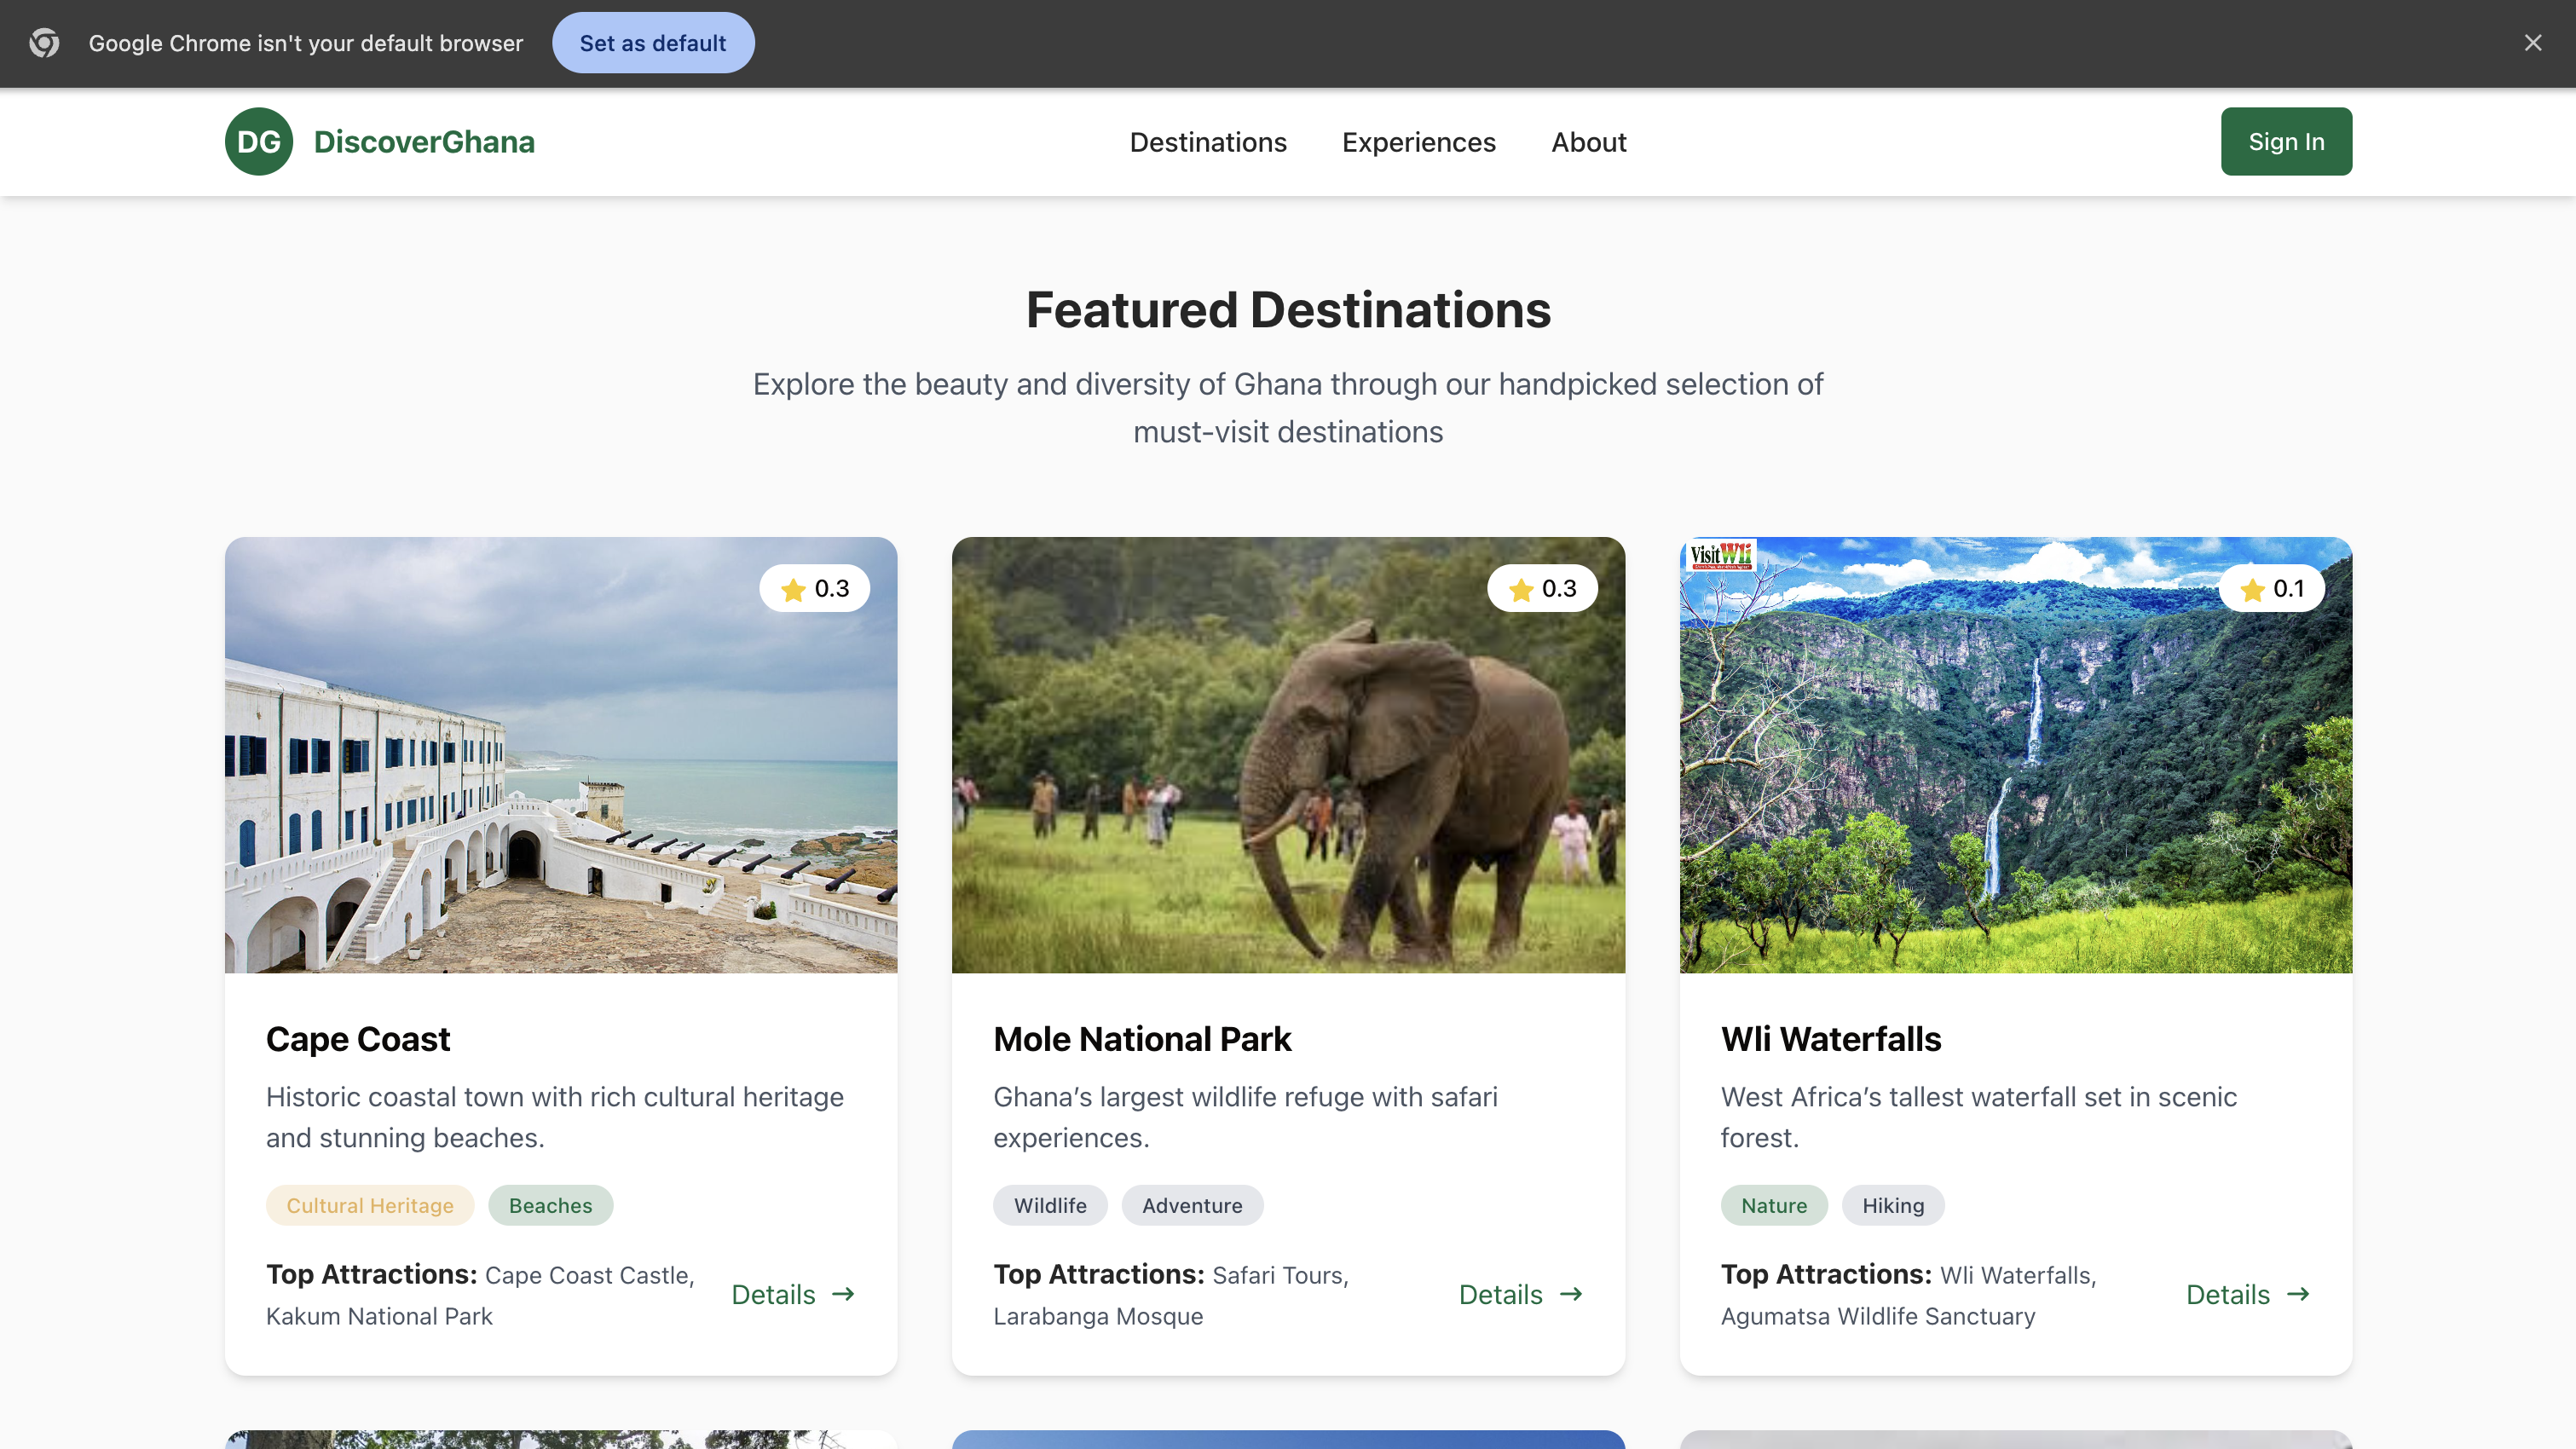 Google Chrome isn't your default browser
Set as default
DG
DiscoverGhana
Destinations
Experiences
About
Sign In
Featured Destinations
Explore the beauty and diversity of Ghana through our handpicked selection of
must-visit destinations
0.3
0.3
Visit Wli
0.1
Cape Coast
Historic coastal town with rich cultural heritage
and stunning beaches.
Cultural Heritage
Beaches
Top Attractions: Cape Coast Castle,
Kakum National Park
Details →
Mole National Park
Ghana’s largest wildlife refuge with safari
experiences.
Wildlife
Adventure
Top Attractions: Safari Tours,
Larabanga Mosque
Details →
Wli Waterfalls
West Africa’s tallest waterfall set in scenic
forest.
Nature
Hiking
Top Attractions: Wli Waterfalls,
Agumatsa Wildlife Sanctuary
Details →